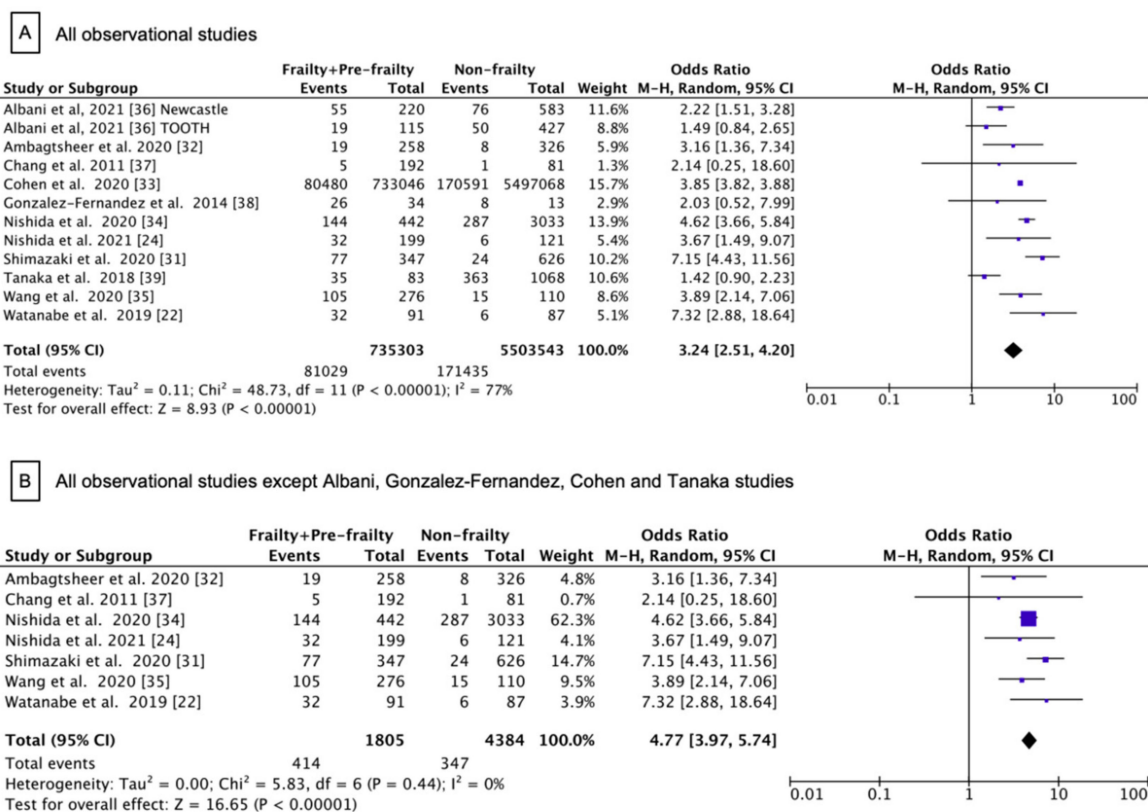 A All observational studies
Frailty+Pre-frailty Non-frailty Odds Ratio Odds Ratio
Study or Subgroup Events Total Events Total Weight M-H, Random, 95% CI M-H, Random, 95% CI
Albani et al, 2021 [36] Newcastle 55 220 76 583 11.6% 2.22 [1.51, 3.28]
Albani et al, 2021 [36] TOOTH 19 115 50 427 8.8% 1.49 [0.84, 2.65]
Ambagtsheer et al. 2020 [32] 19 258 8 326 5.9% 3.16 [1.36, 7.34]
Chang et al. 2011 [37] 5 192 1 81 1.3% 2.14 [0.25, 18.60]
Cohen et al. 2020 [33] 80480 733046 170591 5497068 15.7% 3.85 [3.82, 3.88]
Gonzalez-Fernandez et al. 2014 [38] 26 34 8 13 2.9% 2.03 [0.52, 7.99]
Nishida et al. 2020 [34] 144 442 287 3033 13.9% 4.62 [3.66, 5.84]
Nishida et al. 2021 [24] 32 199 6 121 5.4% 3.67 [1.49, 9.07]
Shimazaki et al. 2020 [31] 77 347 24 626 10.2% 7.15 [4.43, 11.56]
Tanaka et al. 2018 [39] 35 83 363 1068 10.6% 1.42 [0.90, 2.23]
Wang et al. 2020 [35] 105 276 15 110 8.6% 3.89 [2.14, 7.06]
Watanabe et al. 2019 [22] 32 91 6 87 5.1% 7.32 [2.88, 18.64]
Total (95% CI) 735303 5503543 100.0% 3.24 [2.51, 4.20]
Total events 81029 171435
Heterogeneity: Tau² = 0.11; Chi² = 48.73, df = 11 (P < 0.00001); I² = 77%
Test for overall effect: Z = 8.93 (P < 0.00001)
0.01 0.1 1 10 100
B All observational studies except Albani, Gonzalez-Fernandez, Cohen and Tanaka studies
Frailty+Pre-frailty Non-frailty Odds Ratio Odds Ratio
Study or Subgroup Events Total Events Total Weight M-H, Random, 95% CI M-H, Random, 95% CI
Ambagtsheer et al. 2020 [32] 19 258 8 326 4.8% 3.16 [1.36, 7.34]
Chang et al. 2011 [37] 5 192 1 81 0.7% 2.14 [0.25, 18.60]
Nishida et al. 2020 [34] 144 442 287 3033 62.3% 4.62 [3.66, 5.84]
Nishida et al. 2021 [24] 32 199 6 121 4.1% 3.67 [1.49, 9.07]
Shimazaki et al. 2020 [31] 77 347 24 626 14.7% 7.15 [4.43, 11.56]
Wang et al. 2020 [35] 105 276 15 110 9.5% 3.89 [2.14, 7.06]
Watanabe et al. 2019 [22] 32 91 6 87 3.9% 7.32 [2.88, 18.64]
Total (95% CI) 1805 4384 100.0% 4.77 [3.97, 5.74]
Total events 414 347
Heterogeneity: Tau² = 0.00; Chi² = 5.83, df = 6 (P = 0.44); I² = 0%
Test for overall effect: Z = 16.65 (P < 0.00001)
0.01 0.1 1 10 100